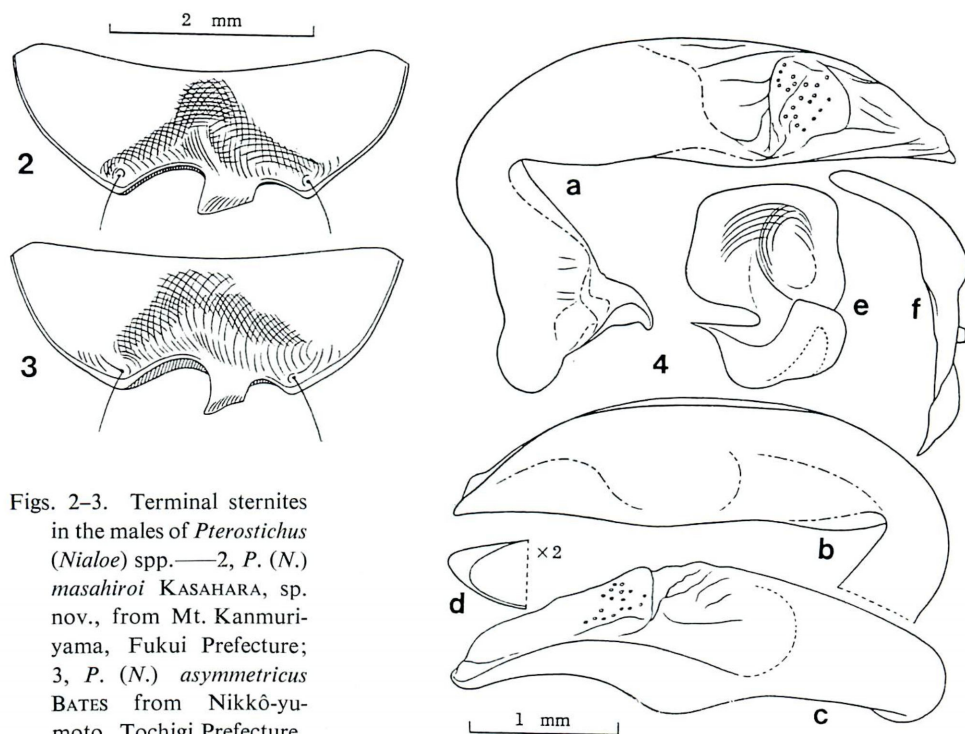 2 mm
2
3
a
e
f
4
b
d
×2
c
1 mm
Figs. 2–3. Terminal sternites
in the males of Pterostichus
(Nialoe) spp.——2, P. (N.)
masahiroi KASAHARA, sp.
nov., from Mt. Kanmuri-
yama, Fukui Prefecture;
3, P. (N.) asymmetricus
BATES from Nikkô-yu-
moto, Tochigi Prefecture.